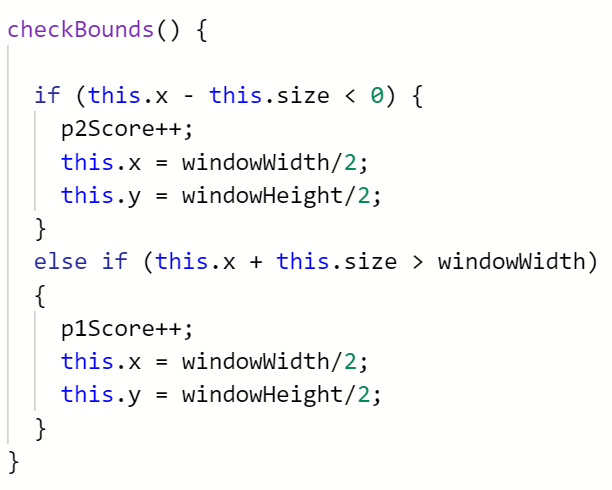 checkBounds() {
if (this.x - this.size < 0) {
p2Score++;
this.x = windowWidth/2;
this.y = windowHeight/2;
}
else if (this.x + this.size > windowWidth)
{
p1Score++;
this.x = windowWidth/2;
this.y = windowHeight/2;
}
}